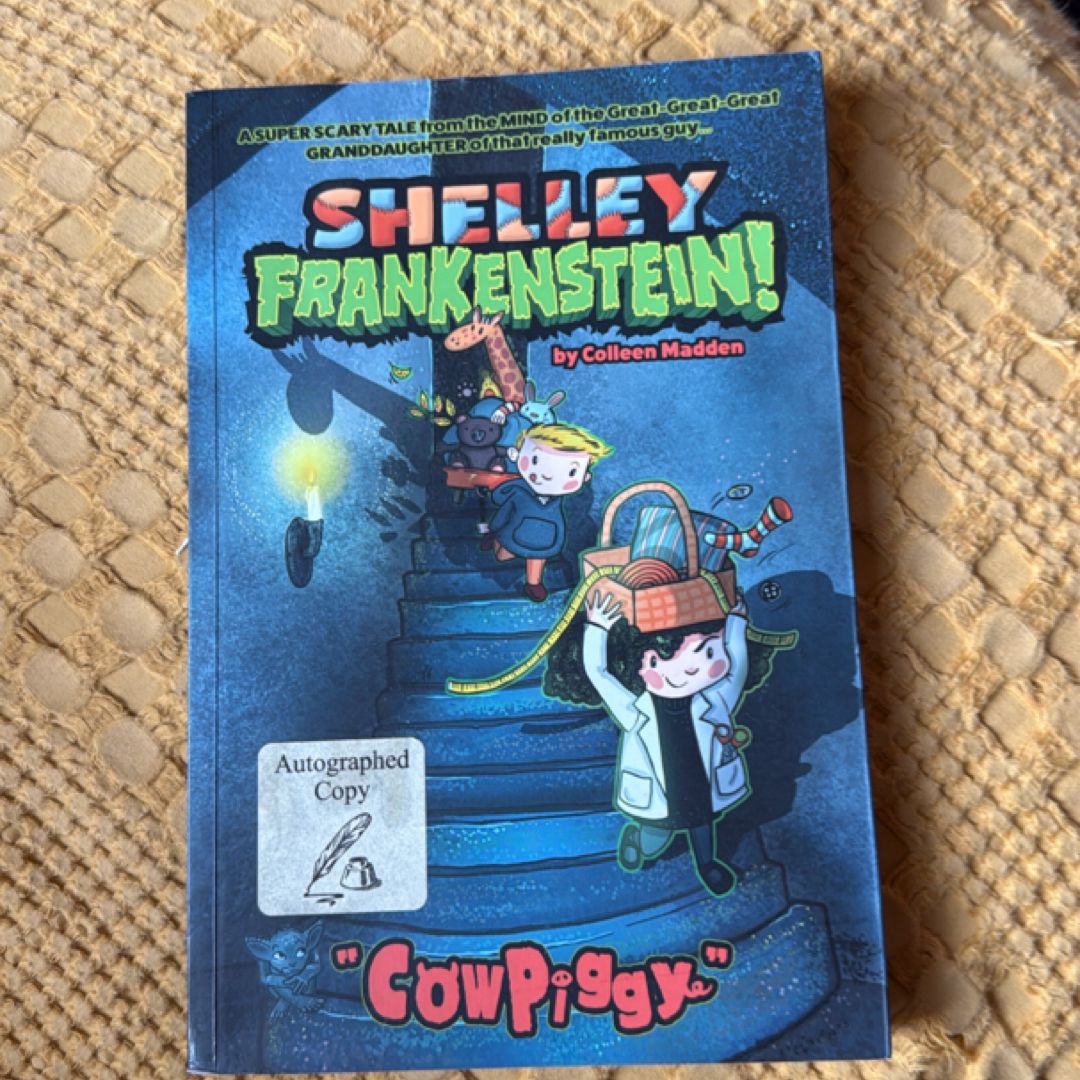 A SUPER SCARY TALE from the MIND of the Great-Great-Great
GRANDDAUGHTER of that really famous guy...
SHELLEY
FRANKENSTEIN!
by Colleen Madden
Autographed
Copy
"COWPiggy"